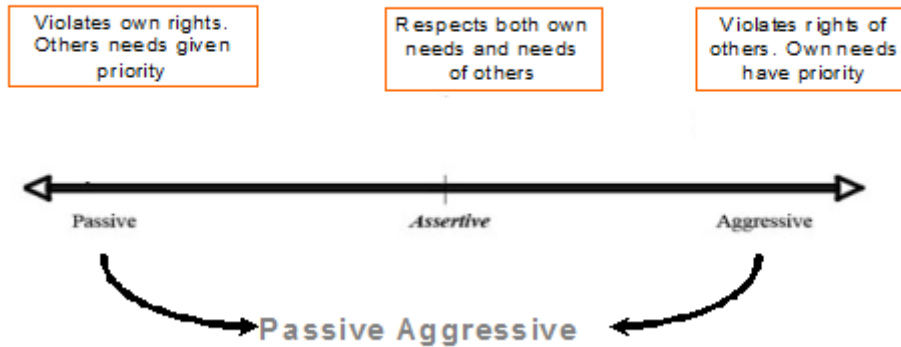 Violates own rights.
Others needs given
priority
Respects both own
needs and needs
of others
Violates rights of
others. Own needs
have priority
Passive
Assertive
Aggressive
Passive Aggressive